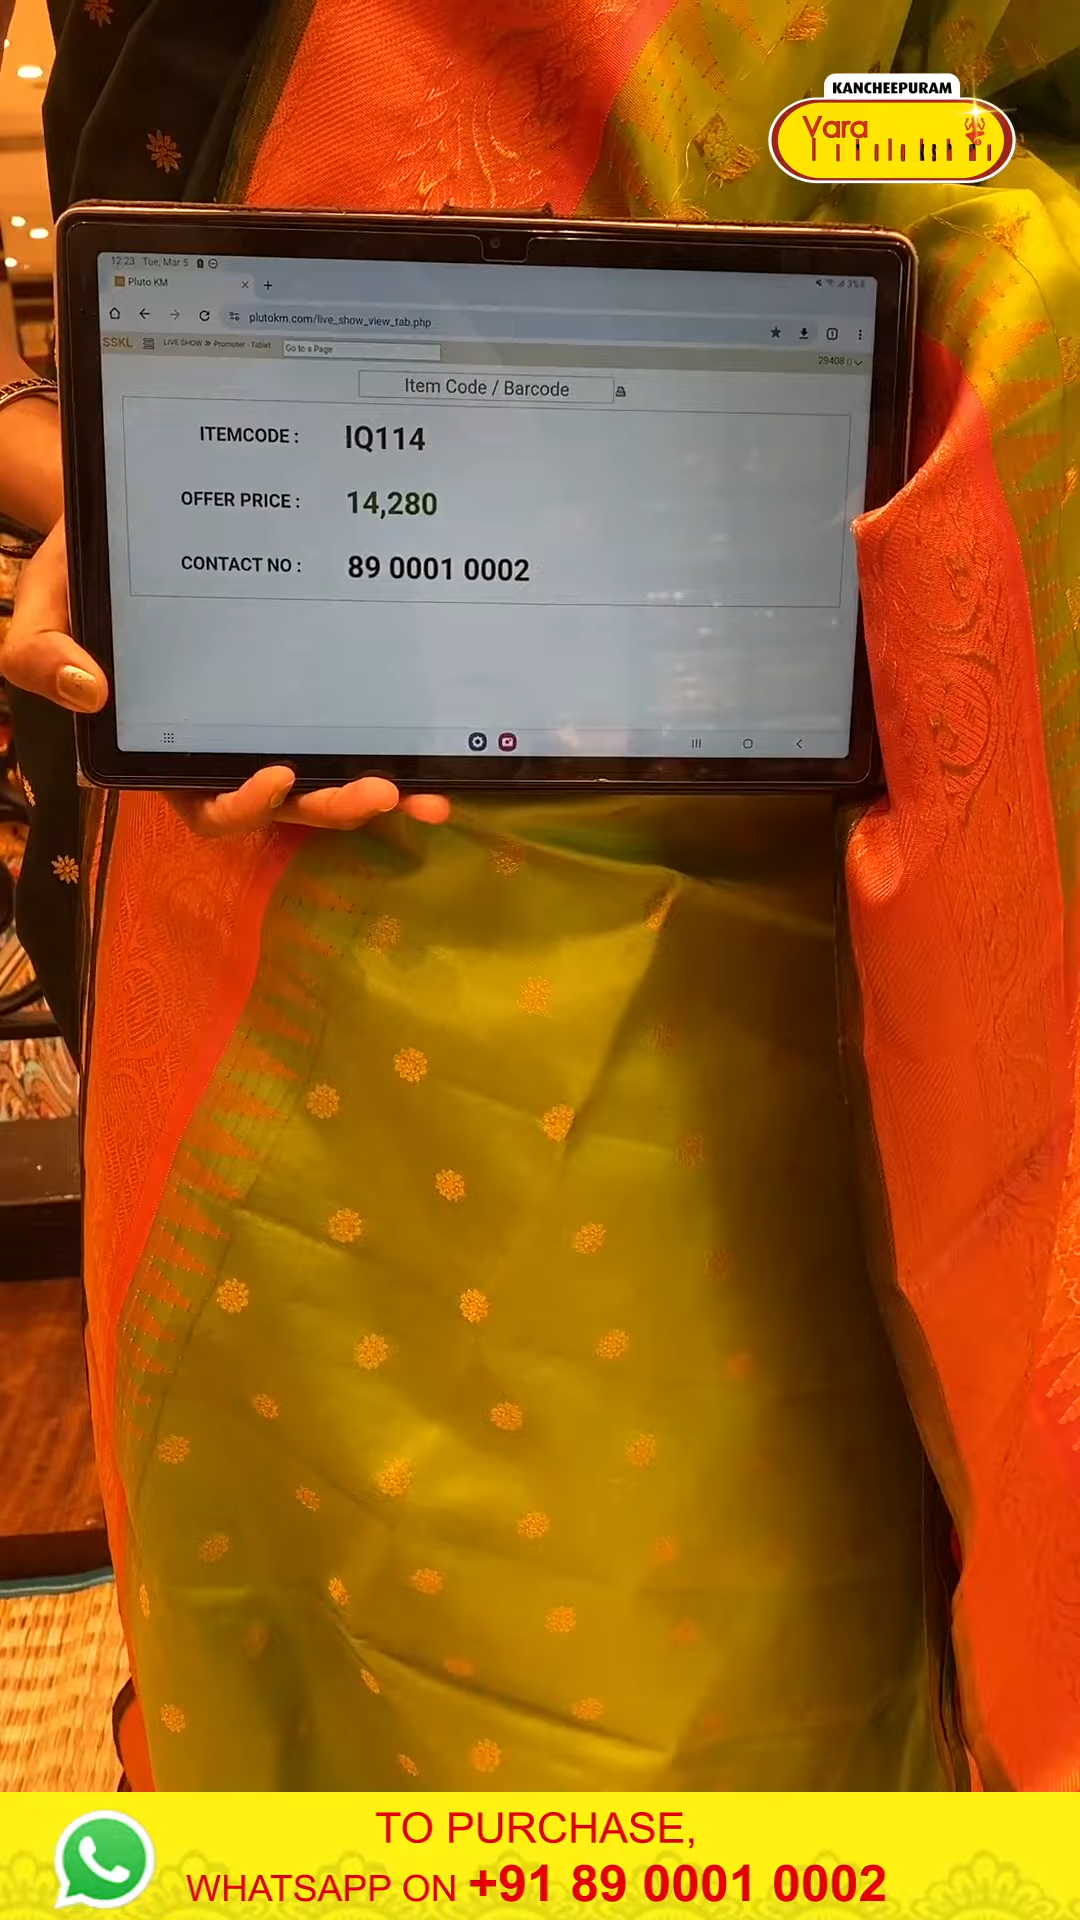 KANCHEEPURAM
Vara
12:23 Tue, Mar 5
3%
Pluto KM
plutokm.com/live_show_view_tab.php
SSKL
LIVE SHOW » Promoter - Tablet
Go to a Page
29408 ()
Item Code / Barcode
ITEMCODE : IQ114
OFFER PRICE : 14,280
CONTACT NO : 89 0001 0002
TO PURCHASE,
WHATSAPP ON +91 89 0001 0002